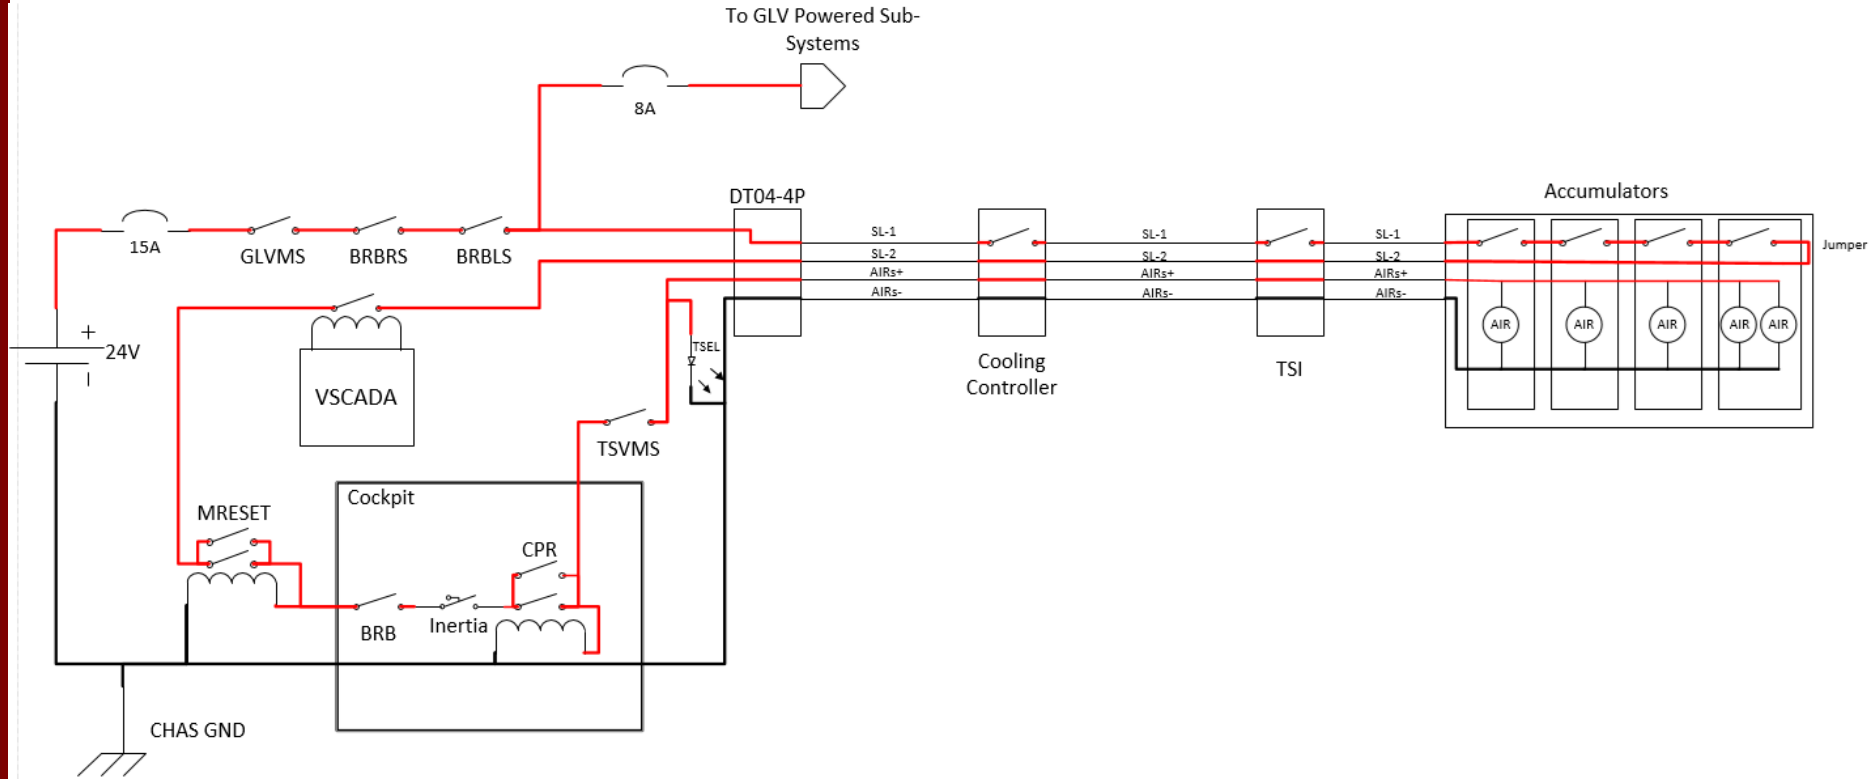 To GLV Powered Sub-
Systems
8A
15A
GLVMS
BRBRS
BRBLS
DT04-4P
SL-1
SL-2
AIRs+
AIRs-
Cooling
Controller
SL-1
SL-2
AIRs+
AIRs-
TSI
SL-1
SL-2
AIRs+
AIRs-
Accumulators
Jumper
AIR
AIR
AIR
AIR
AIR
+
24V
VSCADA
TSEL
TSVMS
Cockpit
MRESET
CPR
BRB
Inertia
CHAS GND